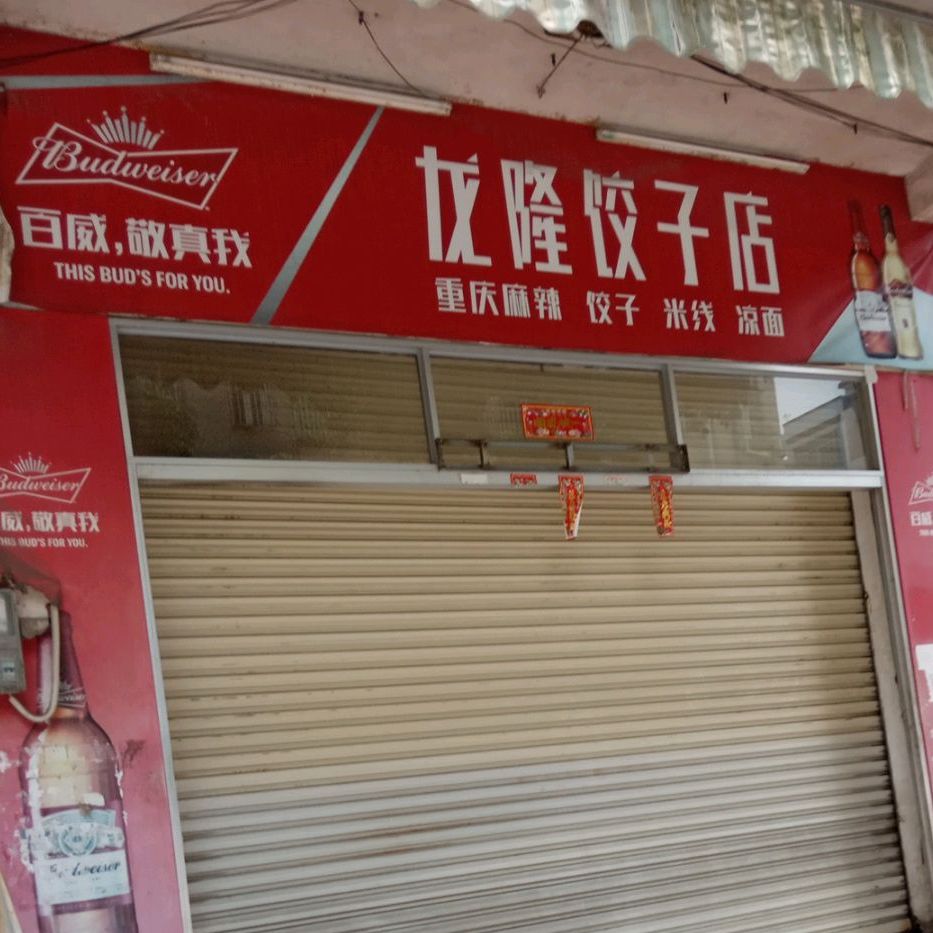 Budweiser
百威,敬真我
THIS BUD'S FOR YOU.
龙隆饺子店
重庆麻辣 饺子 米线 凉面
Budweiser
威,敬真我
THIS BUD'S FOR YOU.